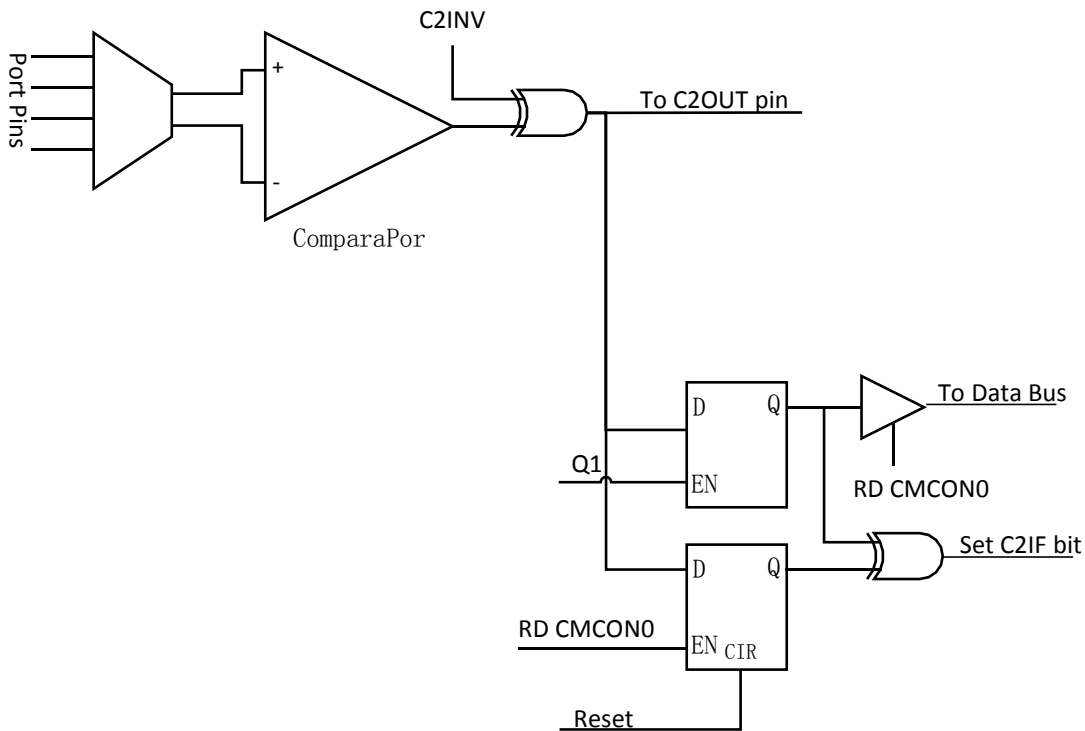 C2INV
Port Pins
+
-
To C2OUT pin
ComparaPor
D
Q
To Data Bus
Q1
EN
RD CMCON0
Set C2IF bit
D
Q
RD CMCON0
EN
CIR
Reset